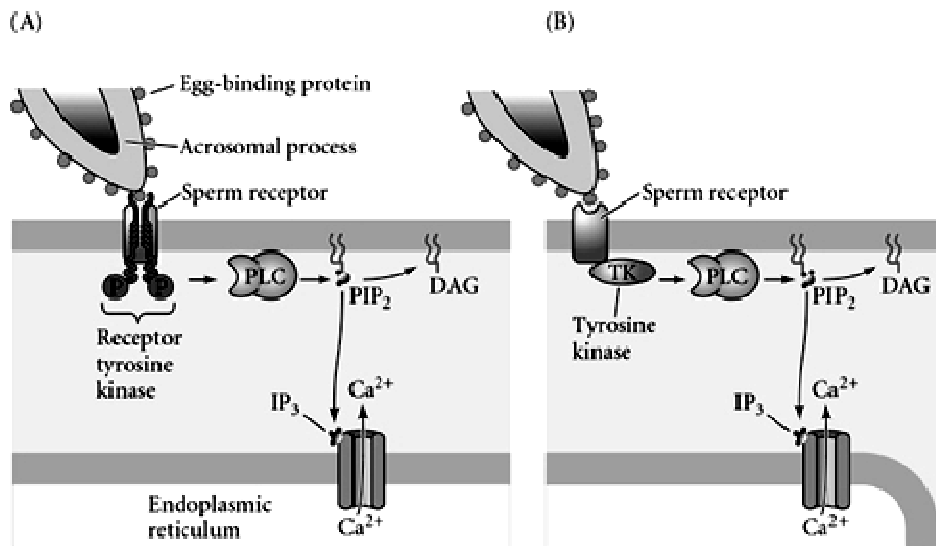 (A)
Egg-binding protein
Acrosomal process
Sperm receptor
P
P
PLC
PIP2
DAG
Receptor
tyrosine
kinase
IP3
Ca2+
Endoplasmic
reticulum
Ca2+
(B)
Sperm receptor
TK
PLC
PIP2
DAG
Tyrosine
kinase
IP3
Ca2+
Ca2+